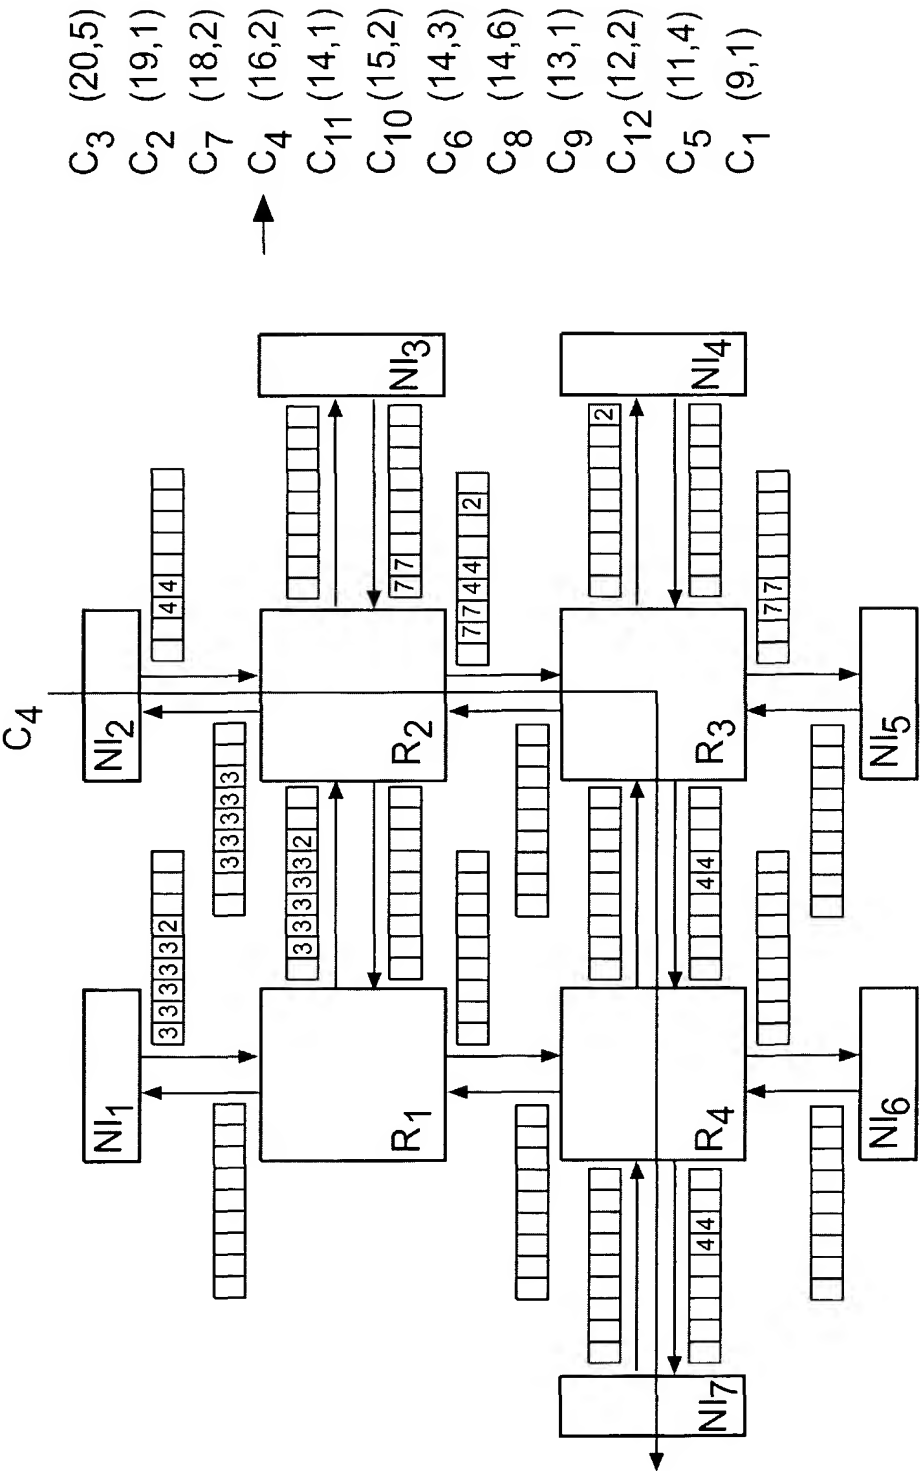 C4
NI1
NI2
3 3 3 3 3 2
4 4
3 3 3 3 3
3 3 3 3 3 2
7 7
R1
R2
NI3
7 7 4 4 2
2
4 4
4 4
NI7
R4
R3
NI4
7 7
NI6
NI5
C3 (20,5)
C2 (19,1)
C7 (18,2)
C4 (16,2)
C11 (14,1)
C10 (15,2)
C6 (14,3)
C8 (14,6)
C9 (13,1)
C12 (12,2)
C5 (11,4)
C1 (9,1)